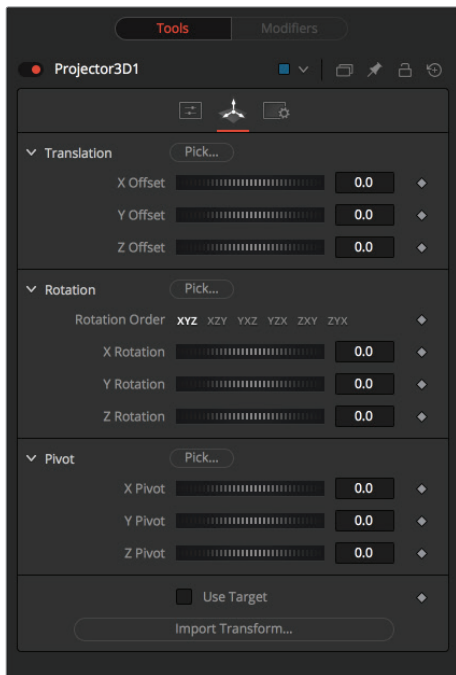 Tools Modifiers
Projector3D1
Translation Pick...
X Offset 0.0
Y Offset 0.0
Z Offset 0.0
Rotation Pick...
Rotation Order XYZ XZY YXZ YZX ZXY ZYX
X Rotation 0.0
Y Rotation 0.0
Z Rotation 0.0
Pivot Pick...
X Pivot 0.0
Y Pivot 0.0
Z Pivot 0.0
Use Target
Import Transform...